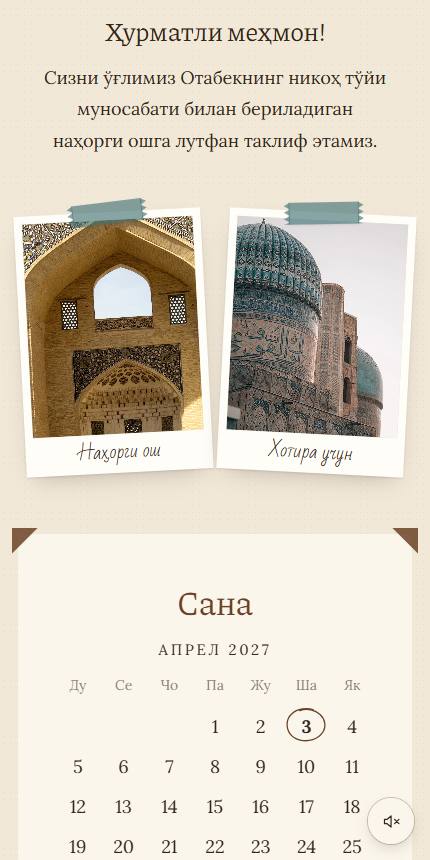 Ҳурматли меҳмон!
Сизни ўғлимиз Отабекнинг никоҳ тўйи
муносабати билан бериладиган
наҳорги ошга лутфан таклиф этамиз.
Наҳорги ош
Хотира учун
Сана
АПРЕЛ 2027
Ду Се Чо Па Жу Ша Як
1 2 3 4
5 6 7 8 9 10 11
12 13 14 15 16 17 18
19 20 21 22 23 24 25